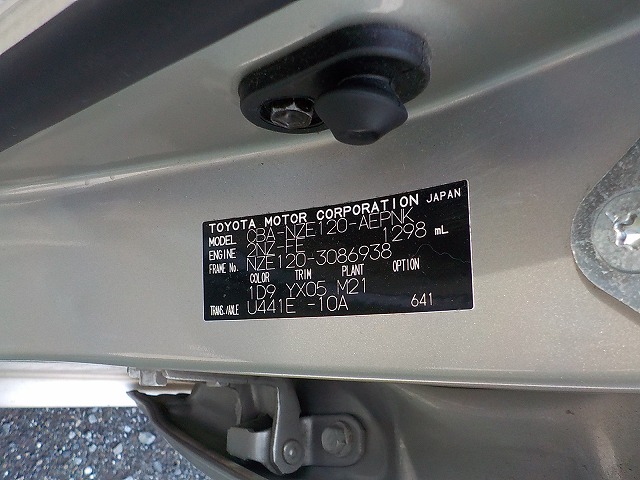 TOYOTA MOTOR CORPORATION JAPAN
MODEL CBA-NZE120-AEPNK
ENGINE 2NZ-FE 1298 mL
FRAME No. NZE120-3086938
COLOR TRIM PLANT OPTION
1D9 YX05 M21
TRANS./AXLE U441E -10A 641